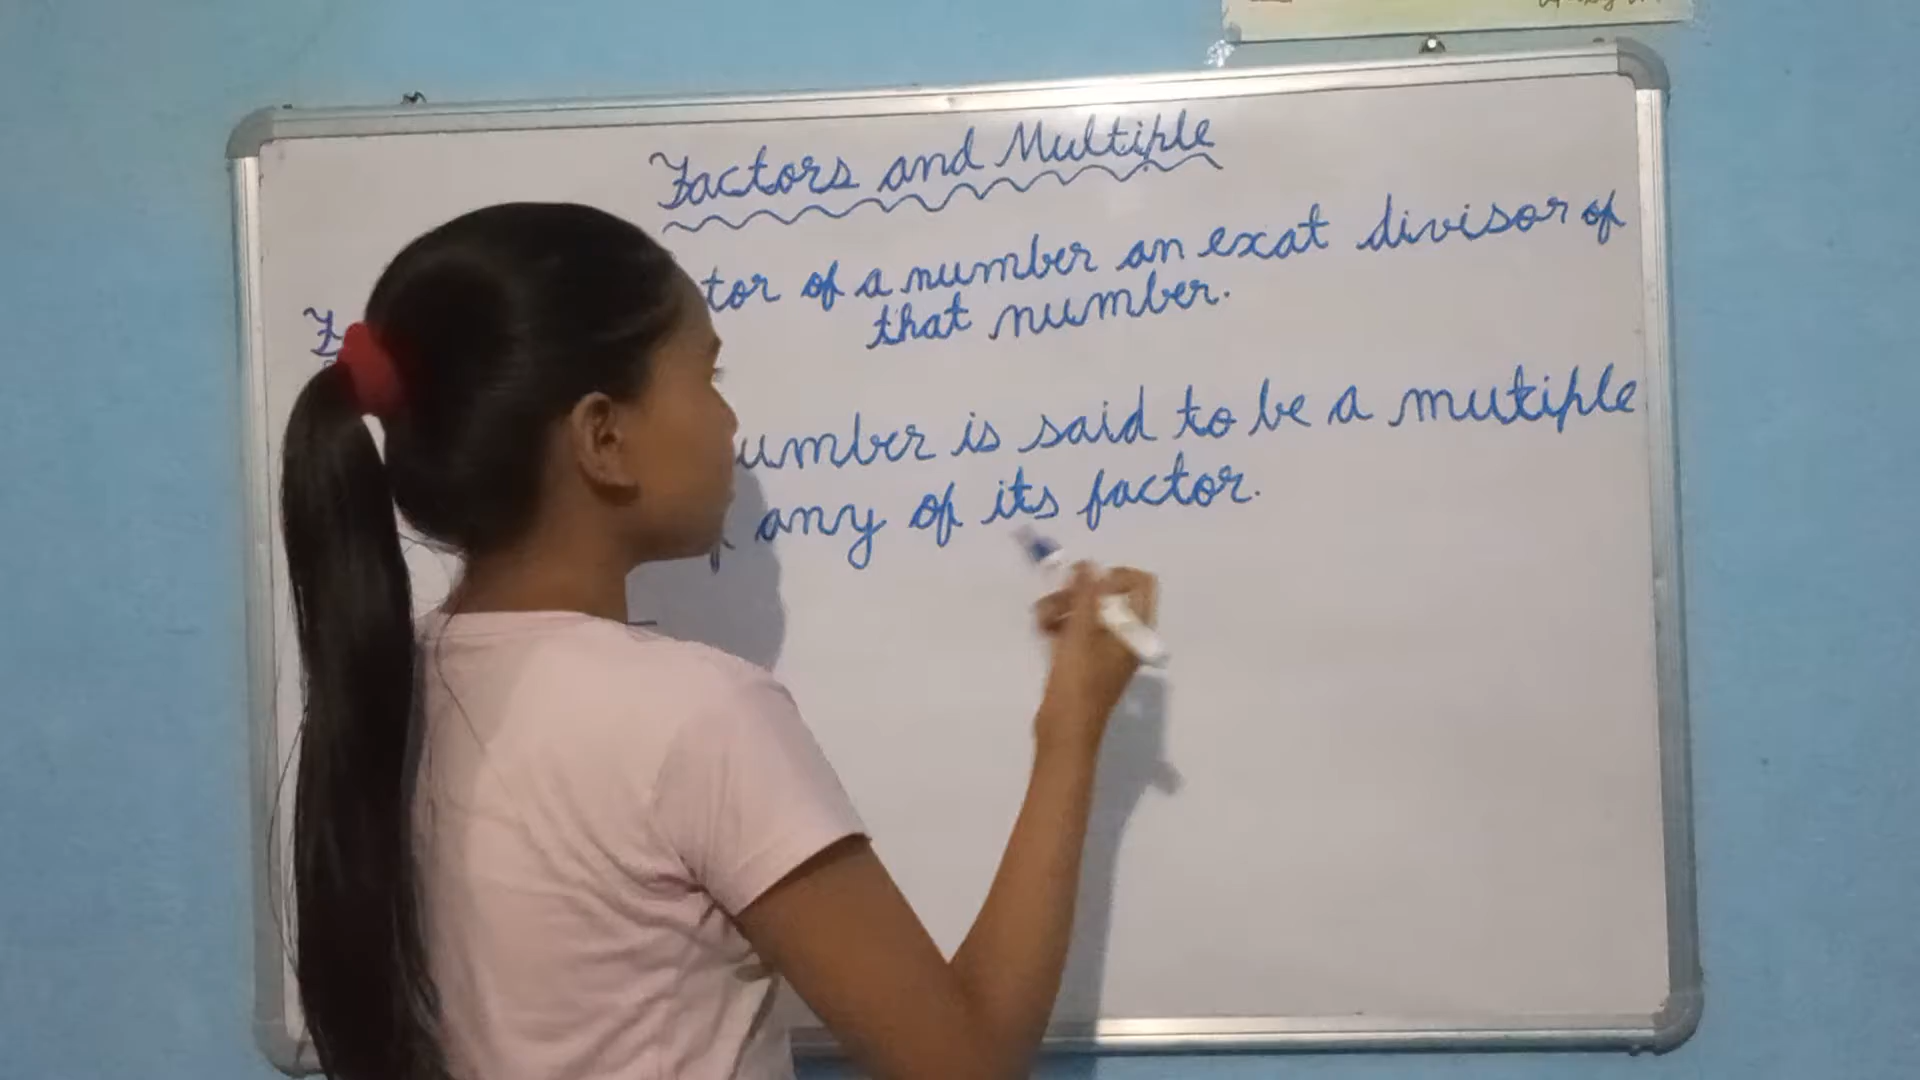 Factors and Multiple
tor of a number an exat divisor of
that number.
umber is said to be a mutiple
any of its factor.